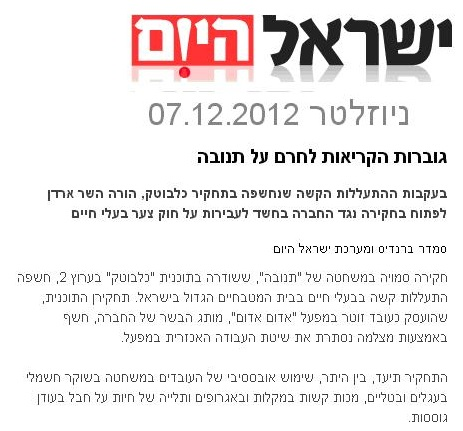 ישראל היום
ניוזלטר 07.12.2012
גוברות הקריאות לחרם על תנובה
בעקבות ההתעללות הקשה שנחשפה בתחקיר כלבוטק, הורה השר ארדן
לפתוח בחקירה נגד החברה בחשד לעבירות על חוק צער בעלי חיים
סמדר ברנדיס ומערכת ישראל היום
חקירה סמויה במשחטה של "תנובה", ששודרה בתוכנית "כלבוטק" בערוץ 2, חשפה
התעללות קשה בבעלי חיים בבית המטבחיים הגדול בישראל. תחקירן התוכנית,
שהועסק כעובד זוטר במפעל "אדום אדום", מותג הבשר של החברה, חשף
באמצעות מצלמה נסתרת את שיטת העבודה האכזרית במפעל.
התחקיר תיעד, בין היתר, שימוש אובססיבי של העובדים במשחטה בשוקר חשמלי
בעגלים ובטליים, מכות קשות במקלות ובאגרופים ותלייה של חיות על חבל בעודן
גוססות.